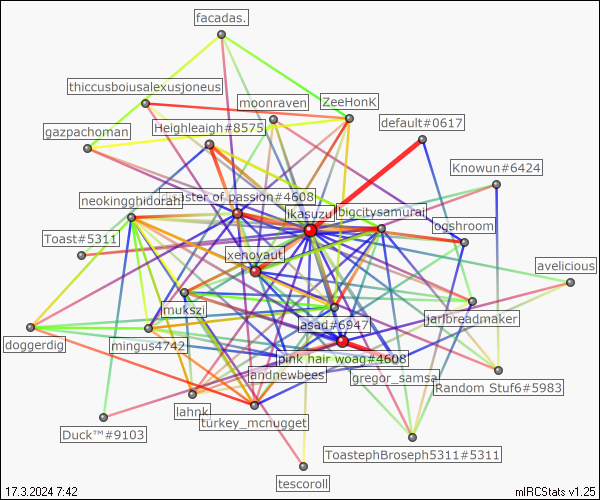 facadas.
thiccusboiusalexusjoneus
moonraven
ZeeHonK
default#0617
gazpachoman
Heighleaigh#8575
Knowun#6424
neokingghidorah
master of passion#4608
ikasuzu
bigcitysamurai
ogshroom
Toast#5311
xenoyaut
avelicious
mukszi
asad#6947
jarlbreadmaker
doggerdig
mingus4742
pink hair woag#4608
andnewbees
gregor_samsa
Random Stuf6#5983
lahnk
turkey_mcnugget
Duck™#9103
ToastephBroseph5311#5311
tescoroll
17.3.2024 7:42
mIRCStats v1.25